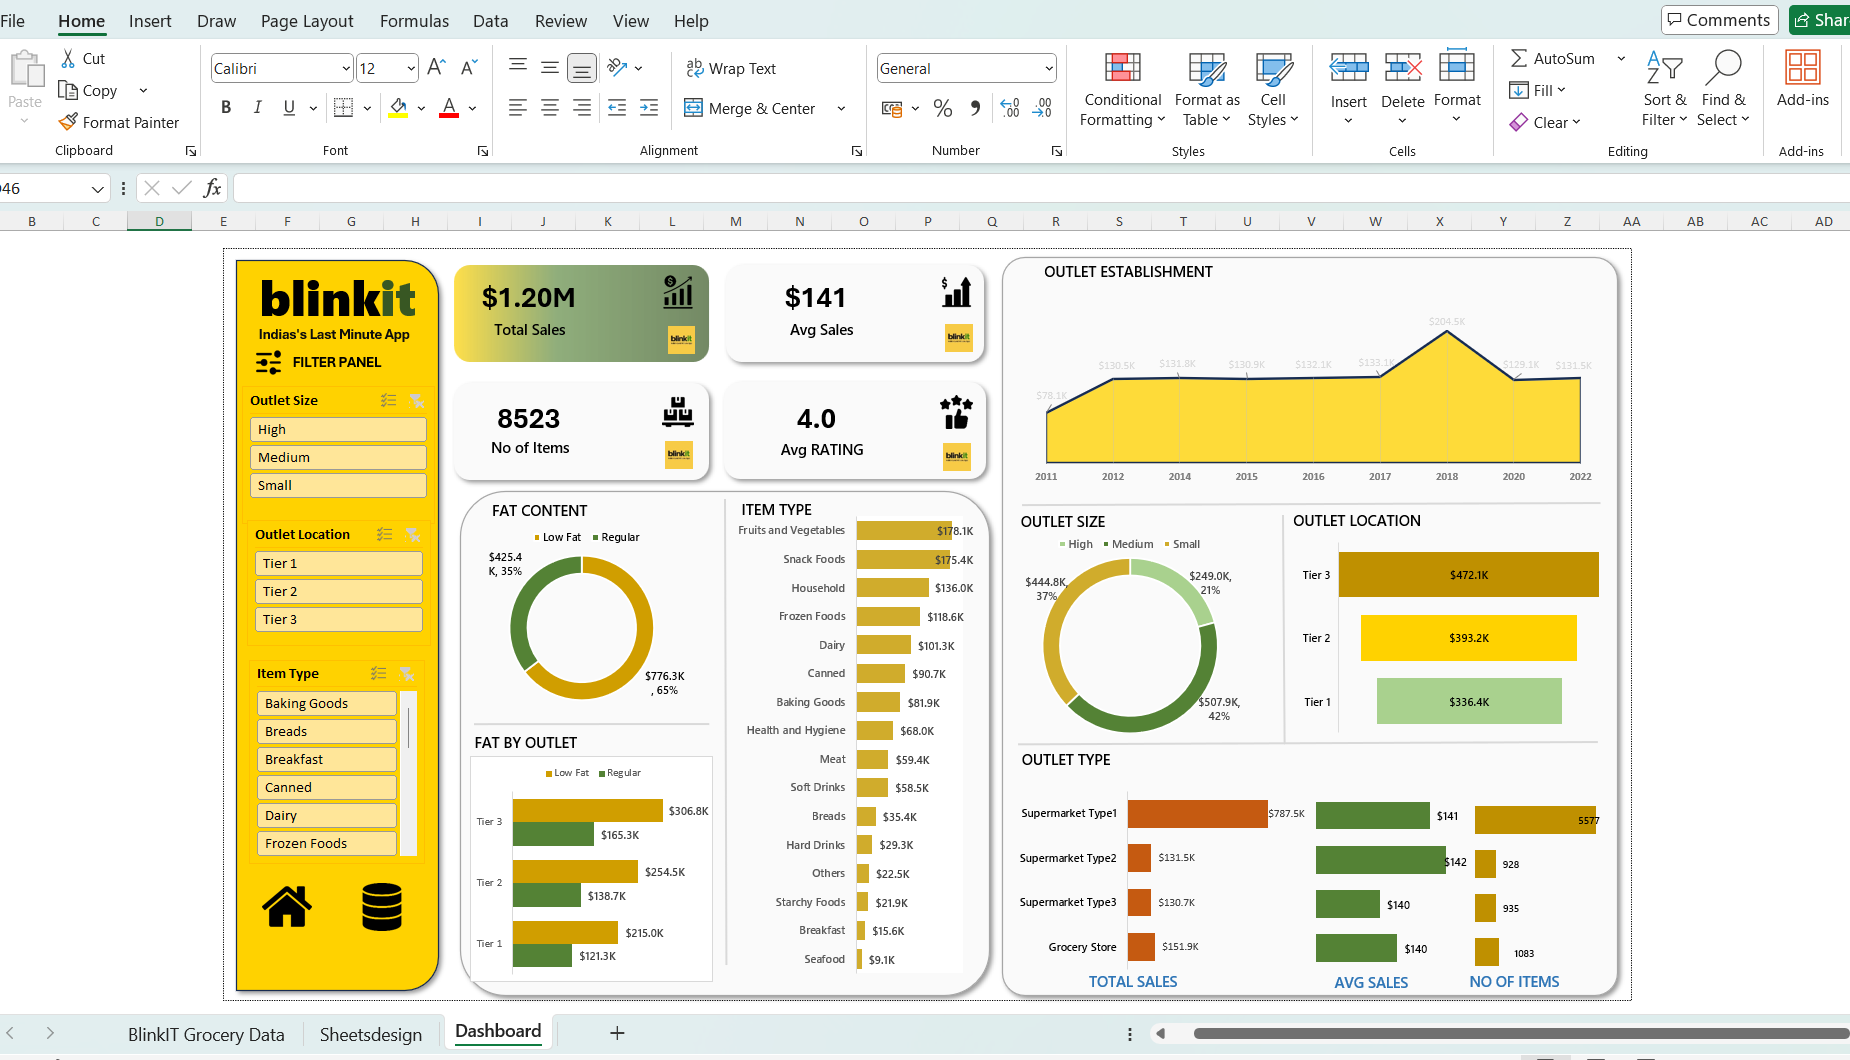 File Home Insert Draw Page Layout Formulas Data Review View Help Comments
Paste Cut Copy Format Painter Clipboard
Calibri 12 B I U A Font
ab Wrap Text Merge & Center Alignment
General % Number
Conditional Formatting Format as Table Cell Styles Styles
Insert Delete Format Cells
AutoSum Fill Clear Sort & Filter Find & Select Editing
Add-ins Add-ins
fx
B C D E F G H I J K L M N O P Q R S T U V W X Y Z AA AB AC AD
blinkit
Indias's Last Minute App
FILTER PANEL
Outlet Size
High
Medium
Small
Outlet Location
Tier 1
Tier 2
Tier 3
Item Type
Baking Goods
Breads
Breakfast
Canned
Dairy
Frozen Foods
$1.20M
Total Sales
blinkit
$141
Avg Sales
blinkit
8523
No of Items
blinkit
4.0
Avg RATING
blinkit
FAT CONTENT
Low Fat Regular
$425.4
K, 35%
$776.3K
, 65%
FAT BY OUTLET
Low Fat Regular
Tier 3 $306.8K
$165.3K
Tier 2 $254.5K
$138.7K
Tier 1 $215.0K
$121.3K
ITEM TYPE
Fruits and Vegetables $178.1K
Snack Foods $175.4K
Household $136.0K
Frozen Foods $118.6K
Dairy $101.3K
Canned $90.7K
Baking Goods $81.9K
Health and Hygiene $68.0K
Meat $59.4K
Soft Drinks $58.5K
Breads $35.4K
Hard Drinks $29.3K
Others $22.5K
Starchy Foods $21.9K
Breakfast $15.6K
Seafood $9.1K
OUTLET ESTABLISHMENT
$78.1K $130.5K $131.8K $130.9K $132.1K $133.1K $204.5K $129.1K $131.5K
2011 2012 2014 2015 2016 2017 2018 2020 2022
OUTLET SIZE
High Medium Small
$444.8K,
37%
$249.0K,
21%
$507.9K,
42%
OUTLET LOCATION
Tier 3 $472.1K
Tier 2 $393.2K
Tier 1 $336.4K
OUTLET TYPE
Supermarket Type1 $787.5K $141 5577
Supermarket Type2 $131.5K $142 928
Supermarket Type3 $130.7K $140 935
Grocery Store $151.9K $140 1083
TOTAL SALES AVG SALES NO OF ITEMS
BlinkIT Grocery Data Sheetsdesign Dashboard